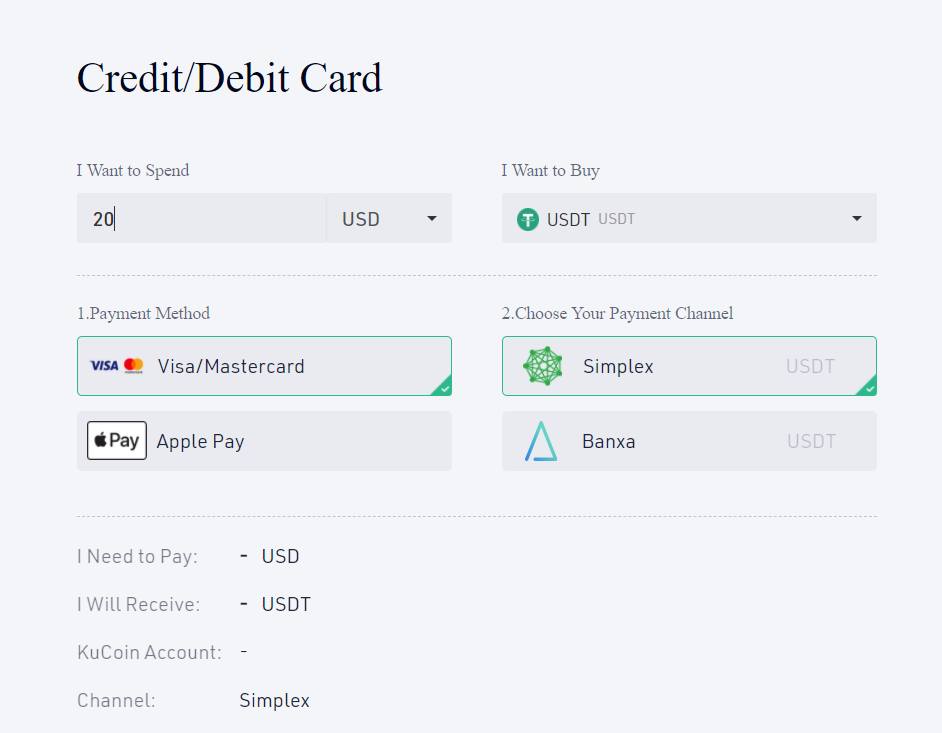 Credit/Debit Card
I Want to Spend
I Want to Buy
20 USD
USDT USDT
1.Payment Method
2.Choose Your Payment Channel
VISA Visa/Mastercard
Simplex USDT
Pay Apple Pay
Banxa USDT
I Need to Pay: - USD
I Will Receive: - USDT
KuCoin Account: -
Channel: Simplex